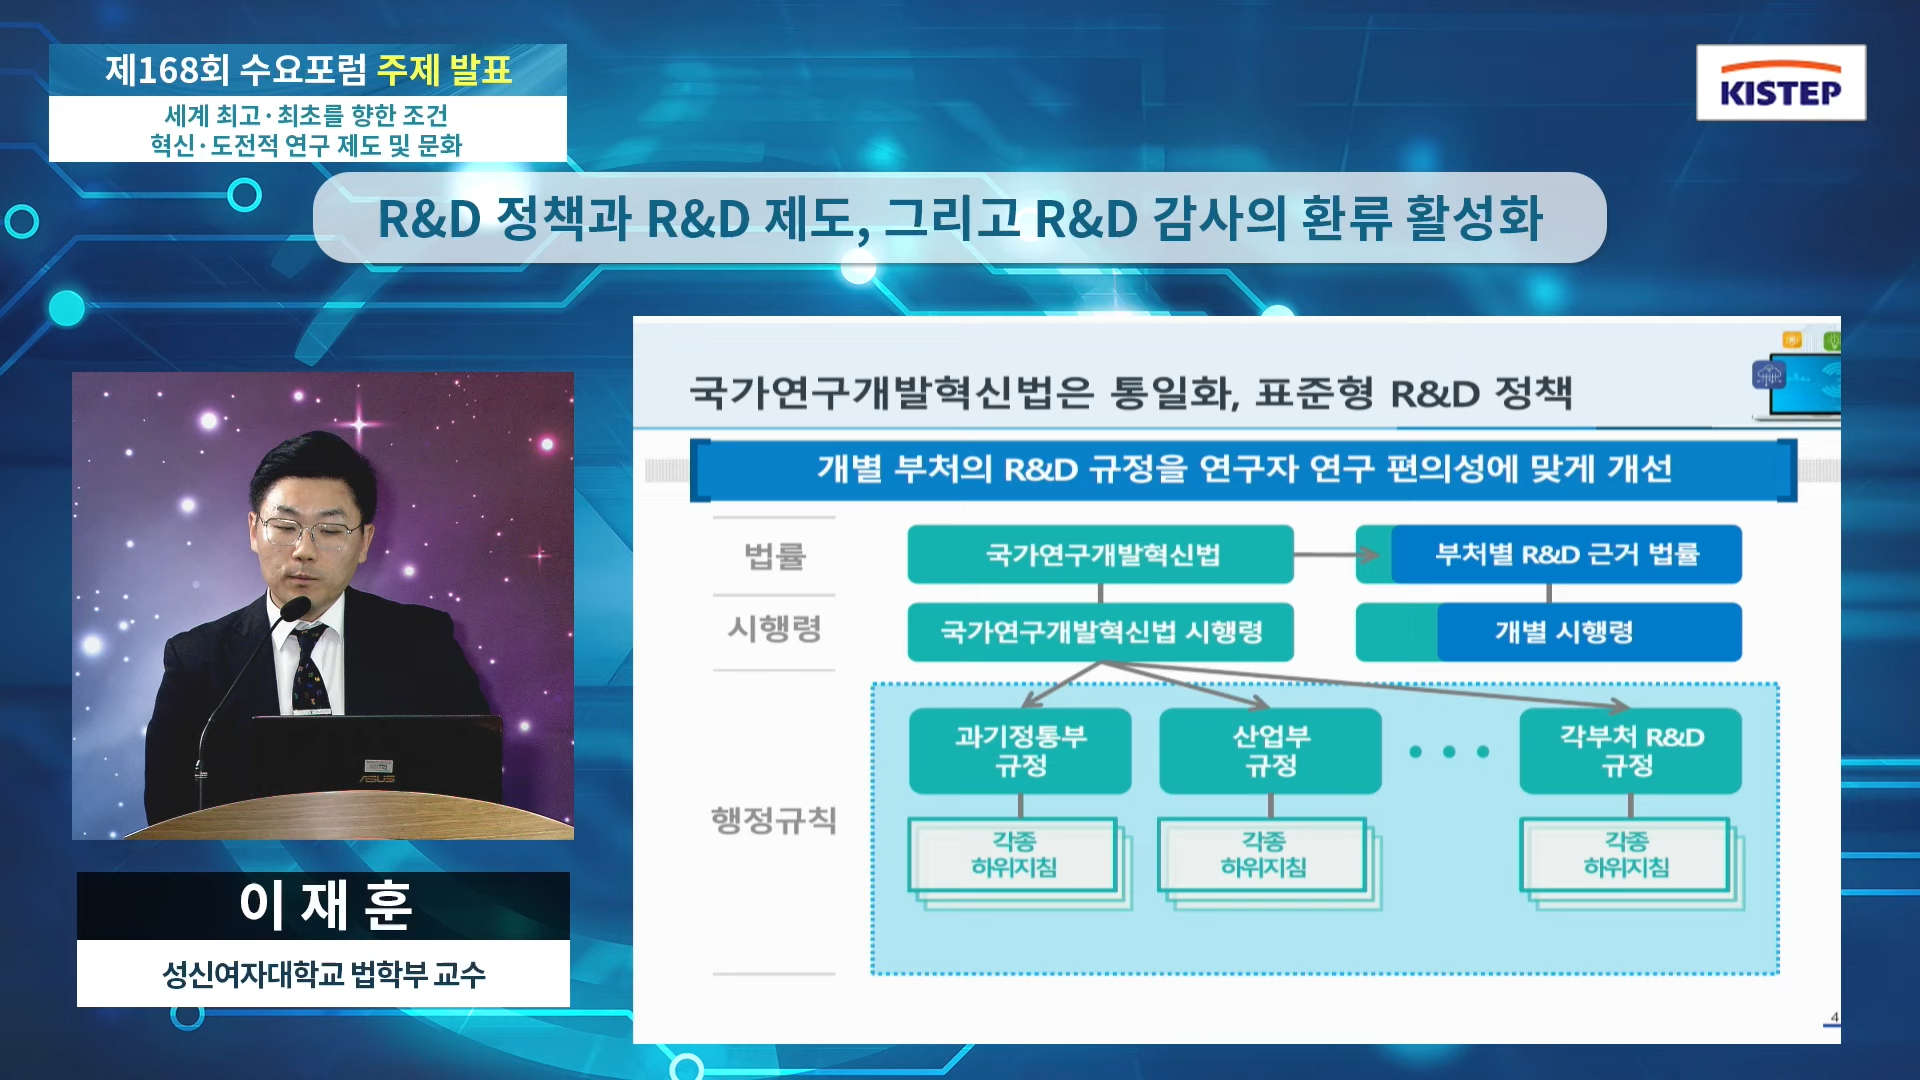 제168회 수요포럼 주제 발표
세계 최고·최초를 향한 조건
혁신·도전적 연구 제도 및 문화
KISTEP
R&D 정책과 R&D 제도, 그리고 R&D 감사의 환류 활성화
국가연구개발혁신법은 통일화, 표준형 R&D 정책
개별 부처의 R&D 규정을 연구자 연구 편의성에 맞게 개선
법률
국가연구개발혁신법
부처별 R&D 근거 법률
시행령
국가연구개발혁신법 시행령
개별 시행령
행정규칙
과기정통부
규정
산업부
규정
각부처 R&D
규정
각종
하위지침
각종
하위지침
각종
하위지침
4
ASUS
이재훈
성신여자대학교 법학부 교수